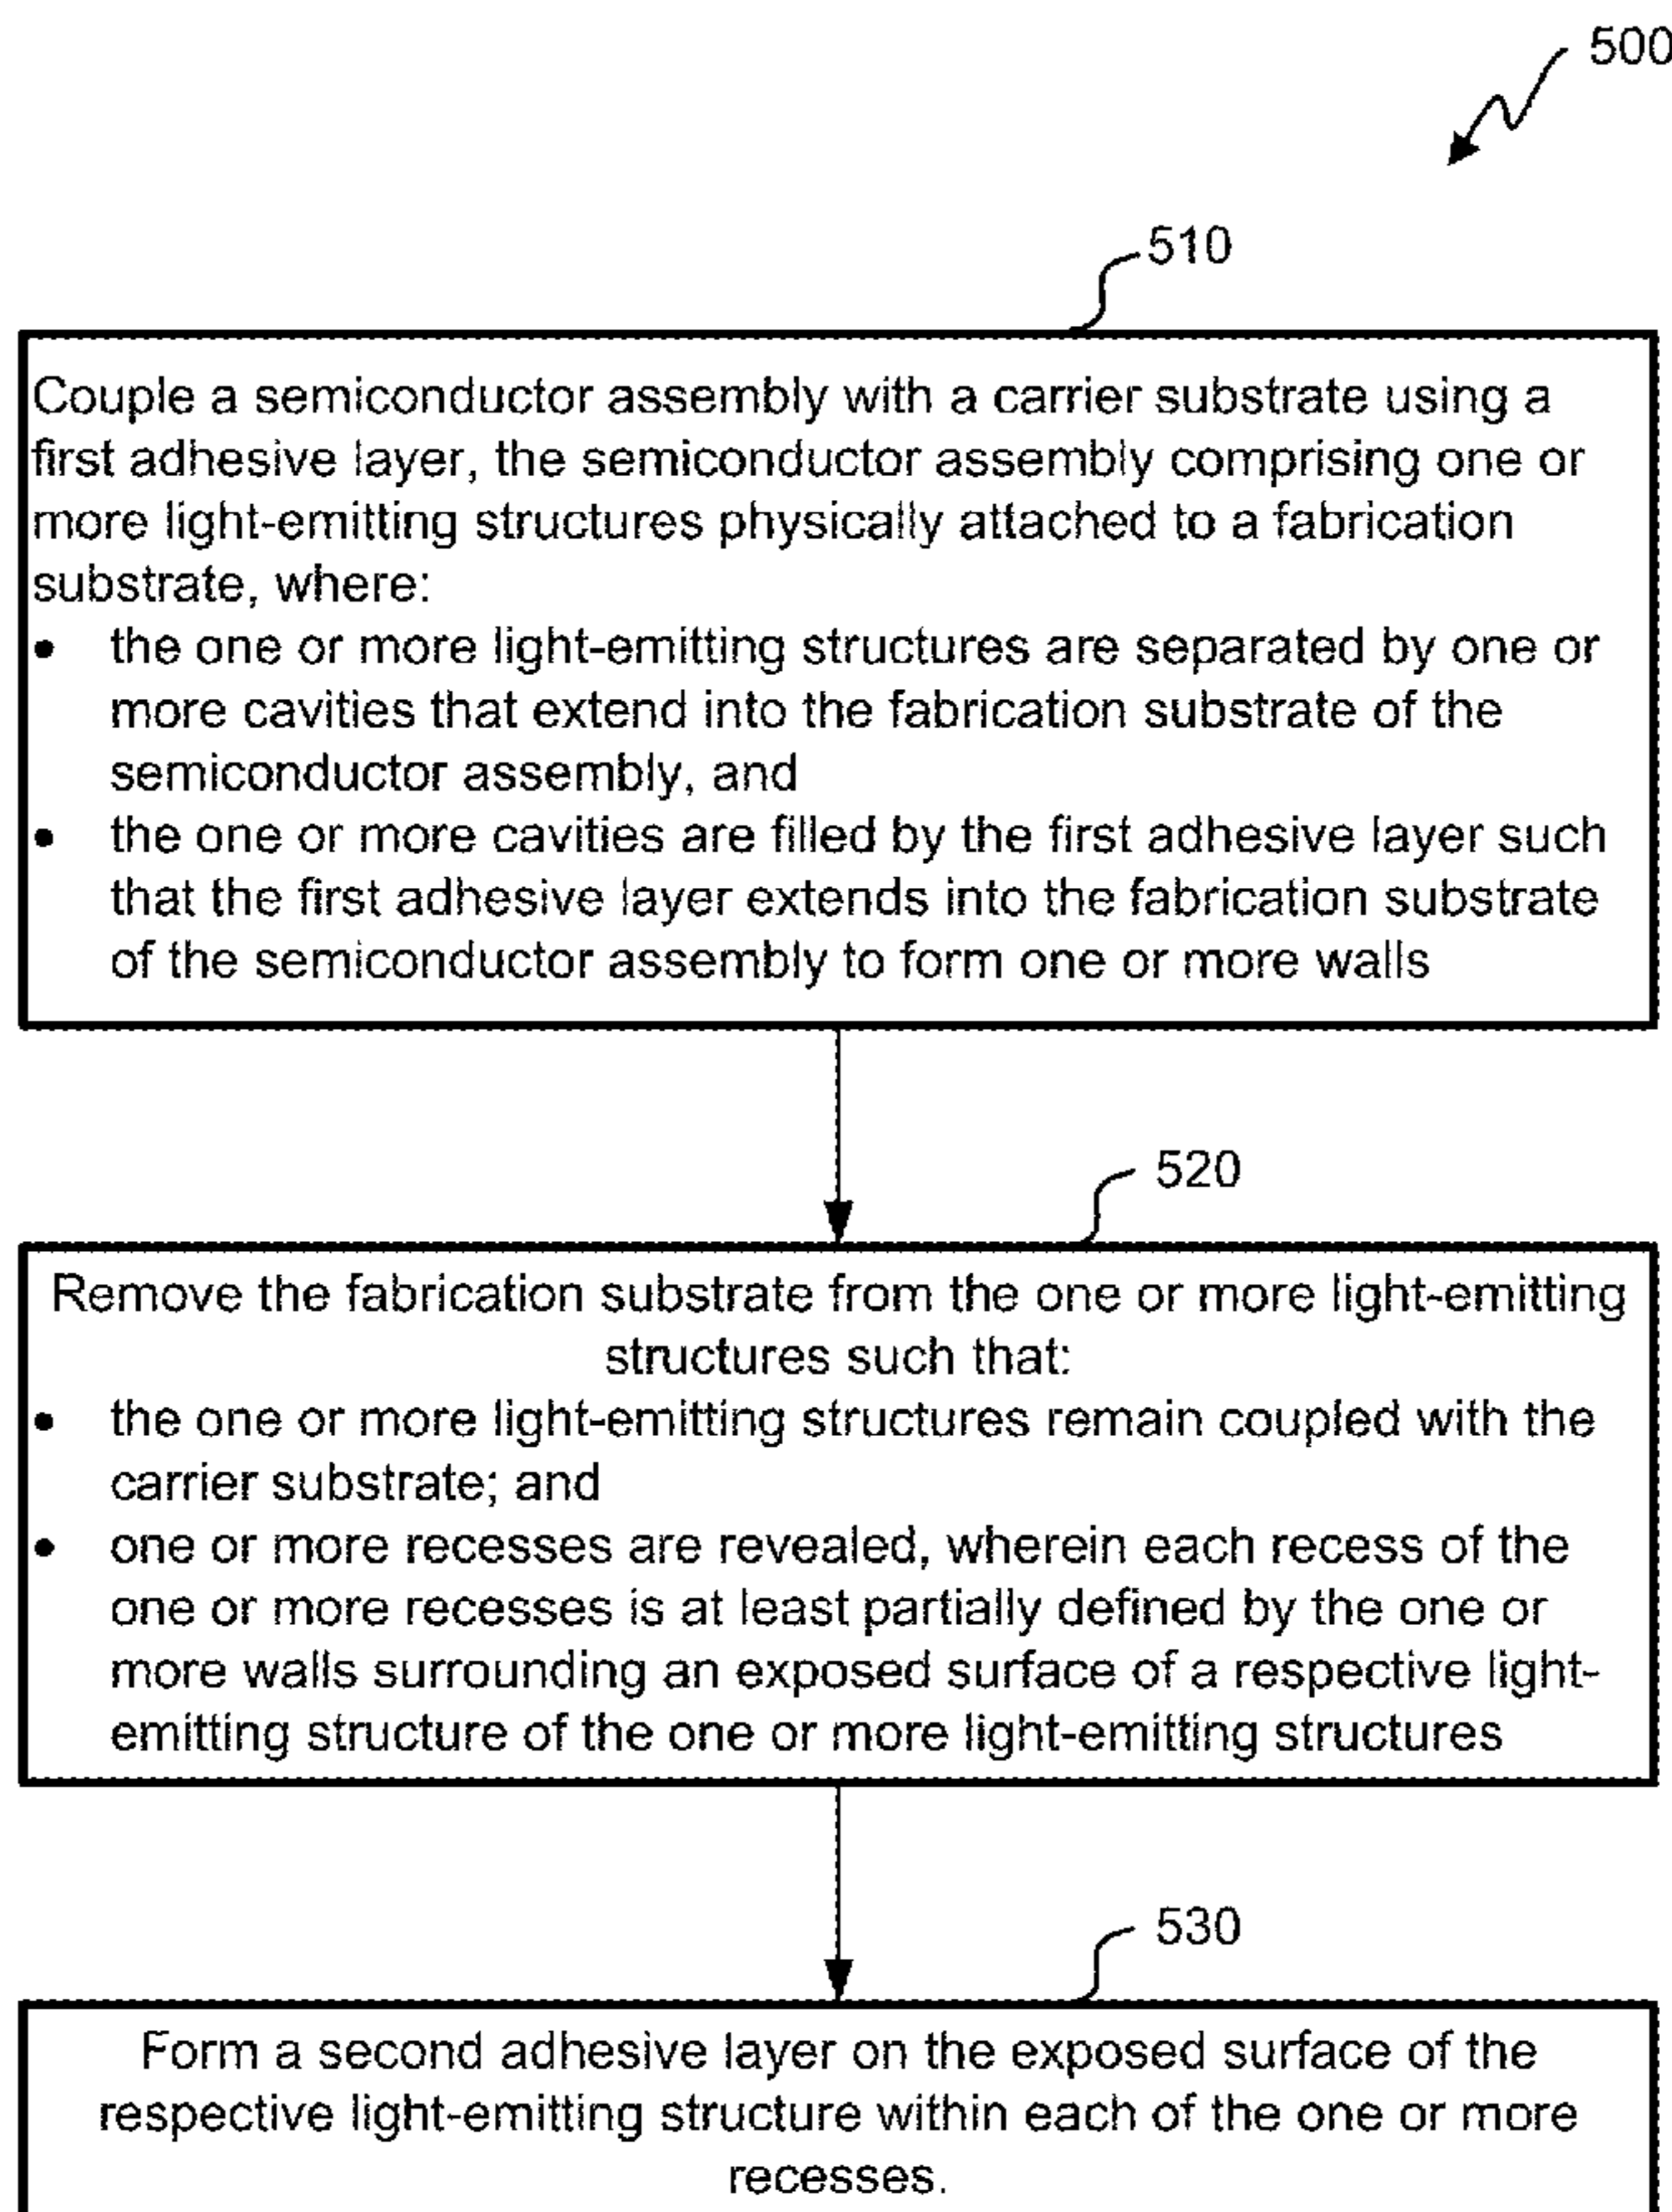 500
510
Couple a semiconductor assembly with a carrier substrate using a
first adhesive layer, the semiconductor assembly comprising one or
more light-emitting structures physically attached to a fabrication
substrate, where:
• the one or more light-emitting structures are separated by one or
more cavities that extend into the fabrication substrate of the
semiconductor assembly, and
• the one or more cavities are filled by the first adhesive layer such
that the first adhesive layer extends into the fabrication substrate
of the semiconductor assembly to form one or more walls
520
Remove the fabrication substrate from the one or more light-emitting
structures such that:
• the one or more light-emitting structures remain coupled with the
carrier substrate; and
• one or more recesses are revealed, wherein each recess of the
one or more recesses is at least partially defined by the one or
more walls surrounding an exposed surface of a respective light-
emitting structure of the one or more light-emitting structures
530
Form a second adhesive layer on the exposed surface of the
respective light-emitting structure within each of the one or more
recesses.